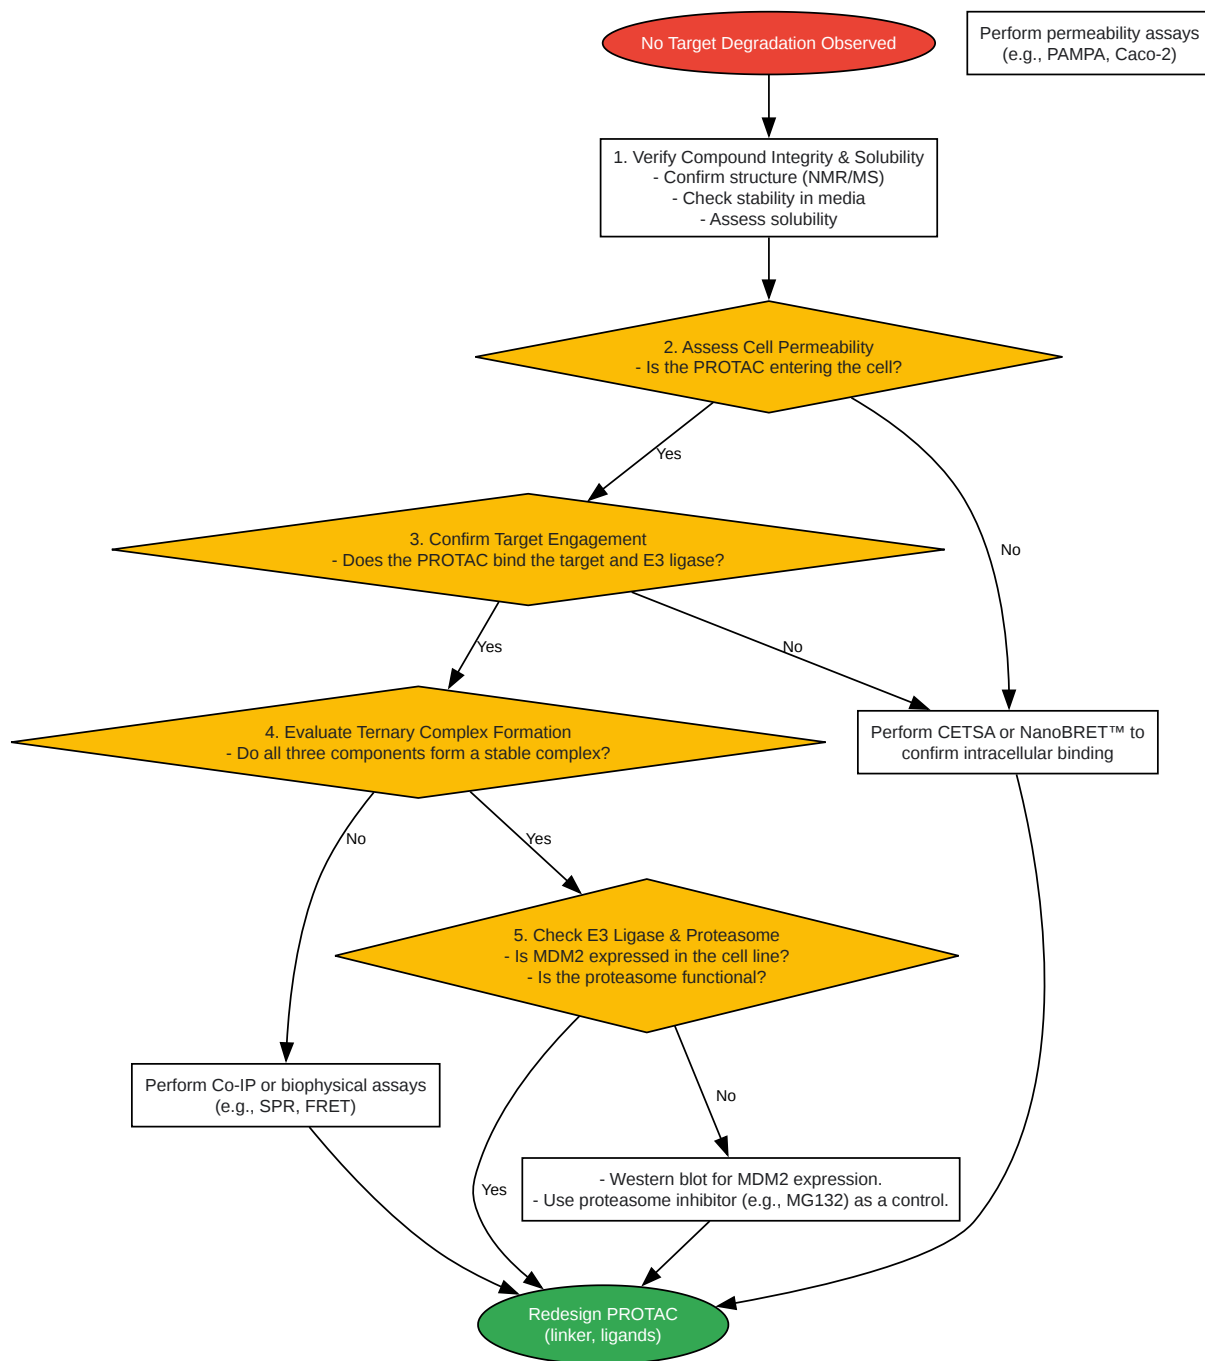 No Target Degradation Observed
Perform permeability assays
(e.g., PAMPA, Caco-2)
1. Verify Compound Integrity & Solubility
- Confirm structure (NMR/MS)
- Check stability in media
- Assess solubility
2. Assess Cell Permeability
- Is the PROTAC entering the cell?
Yes
No
3. Confirm Target Engagement
- Does the PROTAC bind the target and E3 ligase?
Yes
No
4. Evaluate Ternary Complex Formation
- Do all three components form a stable complex?
Perform CETSA or NanoBRET™ to
confirm intracellular binding
No
Yes
5. Check E3 Ligase & Proteasome
- Is MDM2 expressed in the cell line?
- Is the proteasome functional?
Perform Co-IP or biophysical assays
(e.g., SPR, FRET)
No
Yes
- Western blot for MDM2 expression.
- Use proteasome inhibitor (e.g., MG132) as a control.
Redesign PROTAC
(linker, ligands)